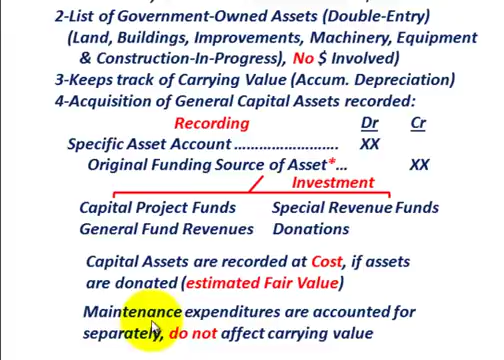 2-List of Government-Owned Assets (Double-Entry)
(Land, Buildings, Improvements, Machinery, Equipment
& Construction-In-Progress), No $ Involved)
3-Keeps track of Carrying Value (Accum. Depreciation)
4-Acquisition of General Capital Assets recorded:
Recording Dr Cr
Specific Asset Account ......................... XX
Original Funding Source of Asset*... XX
Investment
Capital Project Funds Special Revenue Funds
General Fund Revenues Donations
Capital Assets are recorded at Cost, if assets
are donated (estimated Fair Value)
Maintenance expenditures are accounted for
separately, do not affect carrying value